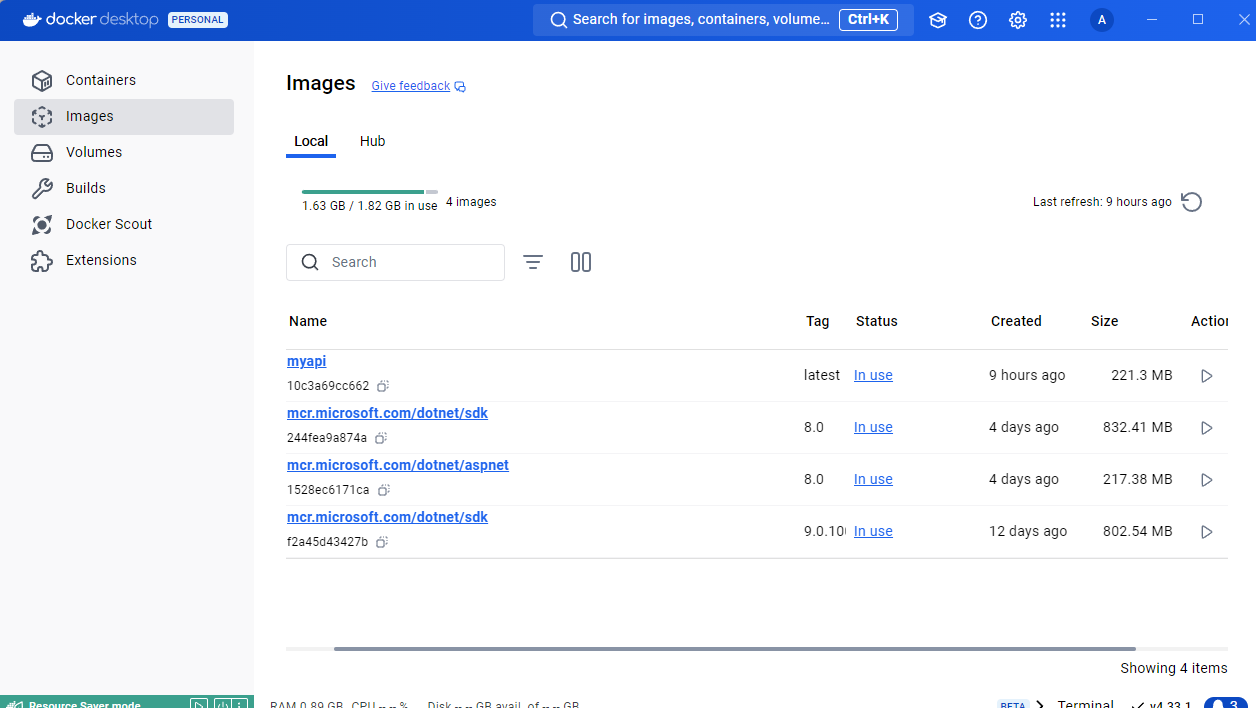 docker desktop PERSONAL
Search for images, containers, volume... Ctrl+K
A
Containers
Images
Volumes
Builds
Docker Scout
Extensions
Images Give feedback
Local Hub
1.63 GB / 1.82 GB in use 4 images
Last refresh: 9 hours ago
Search
Name Tag Status Created Size Action
myapi
10c3a69cc662
latest In use 9 hours ago 221.3 MB
mcr.microsoft.com/dotnet/sdk
244fea9a874a
8.0 In use 4 days ago 832.41 MB
mcr.microsoft.com/dotnet/aspnet
1528ec6171ca
8.0 In use 4 days ago 217.38 MB
mcr.microsoft.com/dotnet/sdk
f2a45d43427b
9.0.100 In use 12 days ago 802.54 MB
Showing 4 items
Resource Saver mode
RAM 0.89 GB CPU -.--% Disk -.-- GB avail. of -.-- GB
BETA Terminal v4.33.1 3